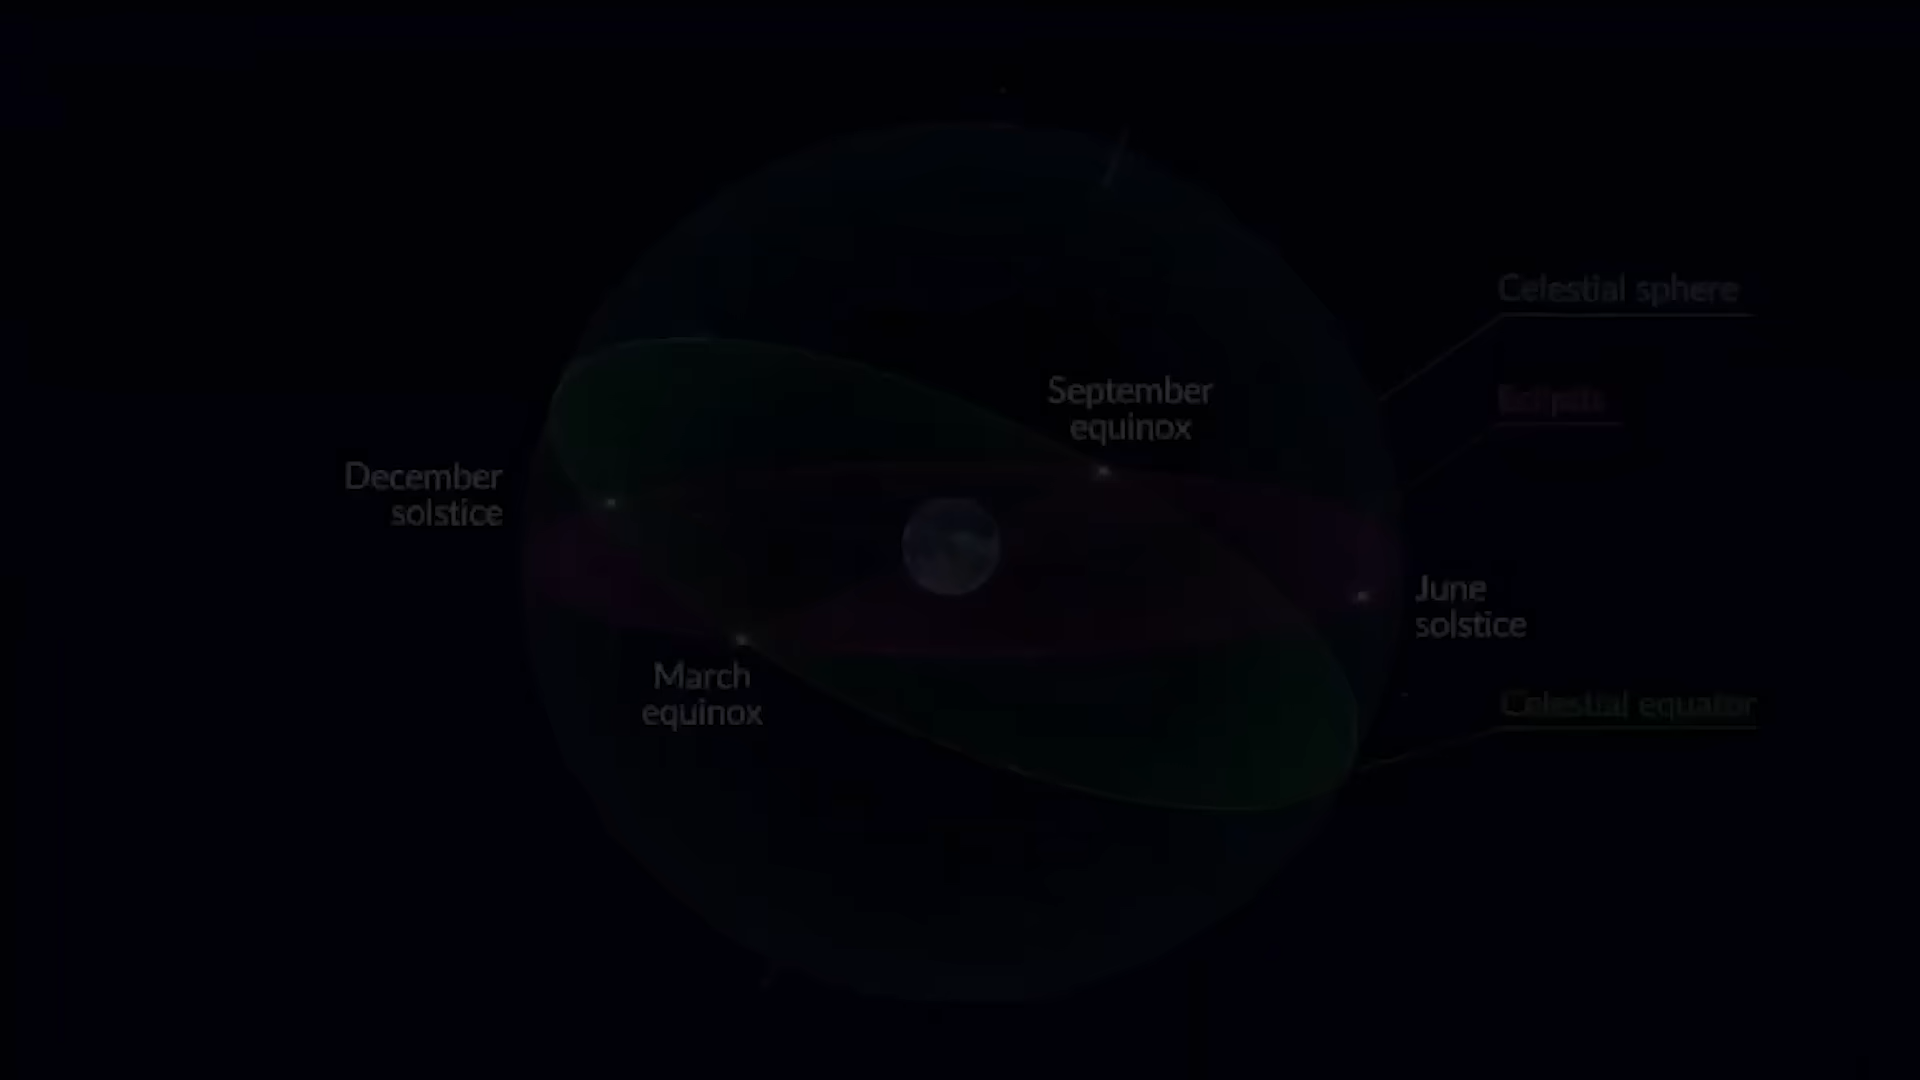 Celestial sphere
Ecliptic
September
equinox
December
solstice
June
solstice
March
equinox
Celestial equator